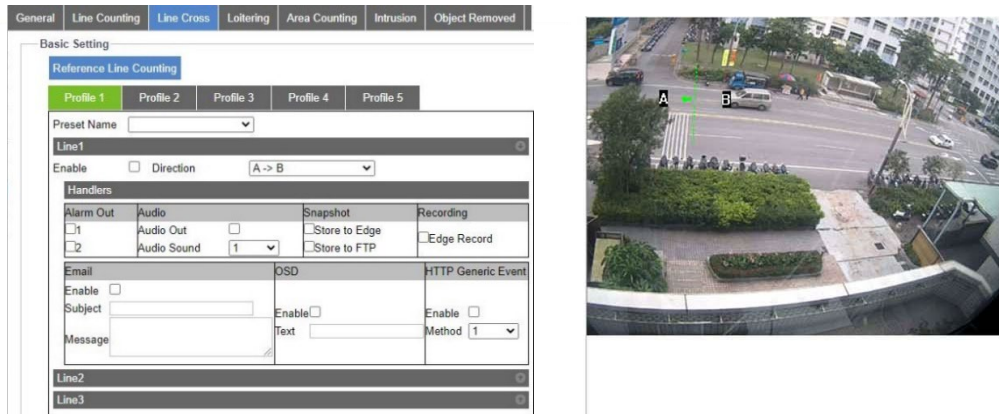 General Line Counting Line Cross Loitering Area Counting Intrusion Object Removed
Basic Setting
Reference Line Counting
Profile 1 Profile 2 Profile 3 Profile 4 Profile 5
Preset Name
Line1
Enable Direction A -> B
Handlers
Alarm Out Audio Snapshot Recording
1 Audio Out Store to Edge
Edge Record
2 Audio Sound 1 Store to FTP
Email OSD HTTP Generic Event
Enable
Subject
Enable Enable
Text Method 1
Message
Line2
Line3
A B